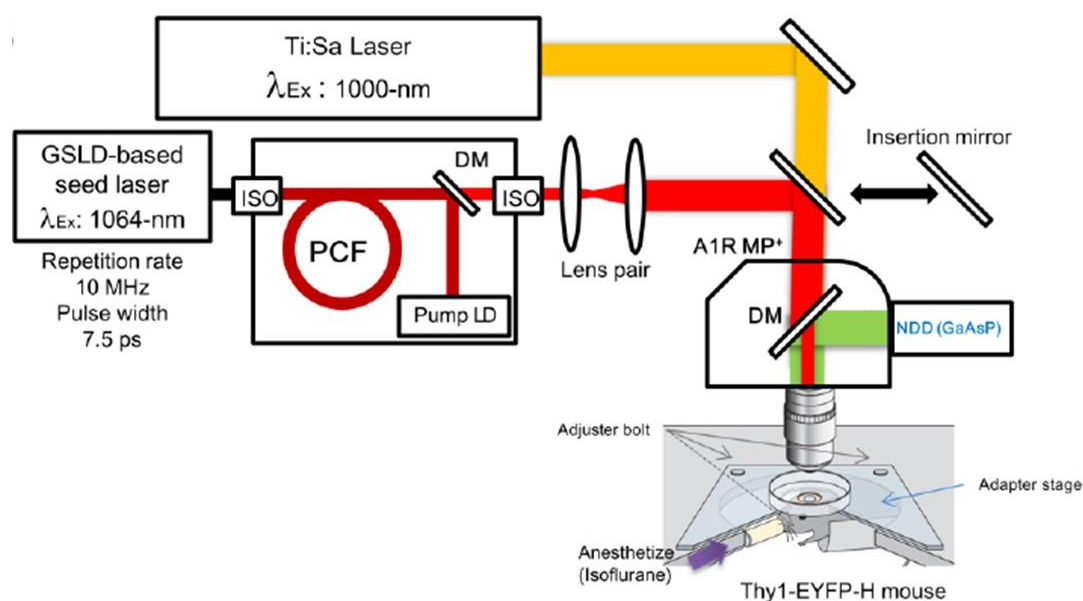 Ti:Sa Laser
λEx : 1000-nm
GSLD-based
seed laser
λEx: 1064-nm
Repetition rate
10 MHz
Pulse width
7.5 ps
ISO
PCF
DM
Pump LD
ISO
Lens pair
Insertion mirror
A1R MP⁺
DM
NDD (GaAsP)
Adjuster bolt
Adapter stage
Anesthetize
(Isoflurane)
Thy1-EYFP-H mouse